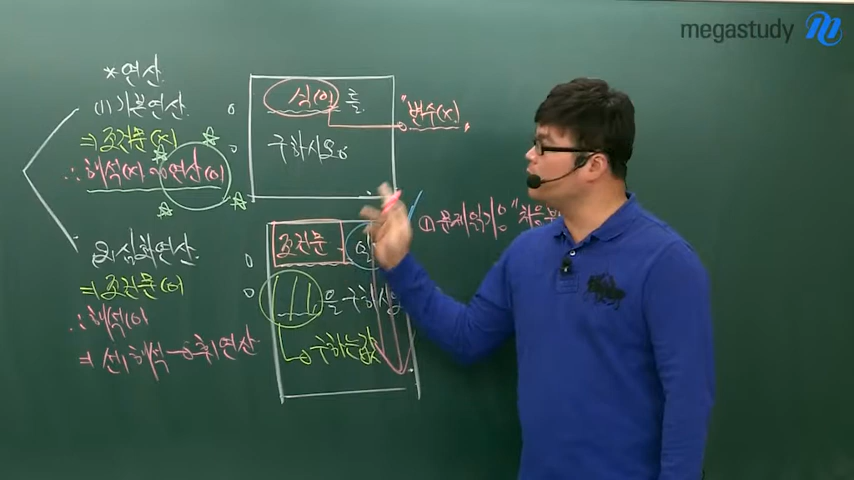 megastudy
*연산
(1) 기본연산
⇒ 조건문(x)
∴ 해석(x) → 연산(o)
(2) 심화연산
⇒ 조건문(o)
∴ 해석(o)
⇒ 선) 해석 → 후) 연산
식(o)을
구하시오
"변수(x)
조건문
을 구하시오
구하는 값
① 문제 읽기 : "처음